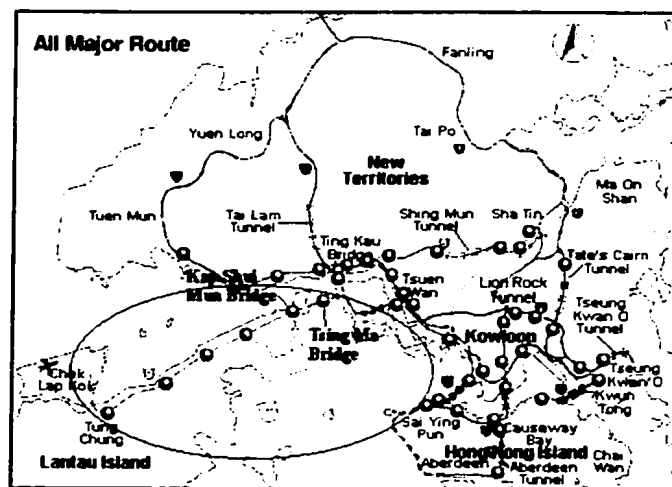 All Major Route
Fanling
Yuen Long
Tai Po
New
Territories
Ma On
Shan
Tuen Mun
Tai Lam
Tunnel
Shing Mun
Tunnel
Sha Tin
Ting Kau
Bridge
Tate's Cairn
Tunnel
Kap Shui
Mun Bridge
Tsuen
Wan
Lion Rock
Tunnel
Tseung
Kwan O
Tunnel
Tsing Ma
Bridge
Kowloon
Chek
Lap Kok
Tseung
Kwan O
Kwun
Tong
Tung
Chung
Sai Ying
Pun
Causeway
Bay
Lantau Island
Hong Kong Island
Chai
Wan
Aberdeen
Aberdeen
Tunnel